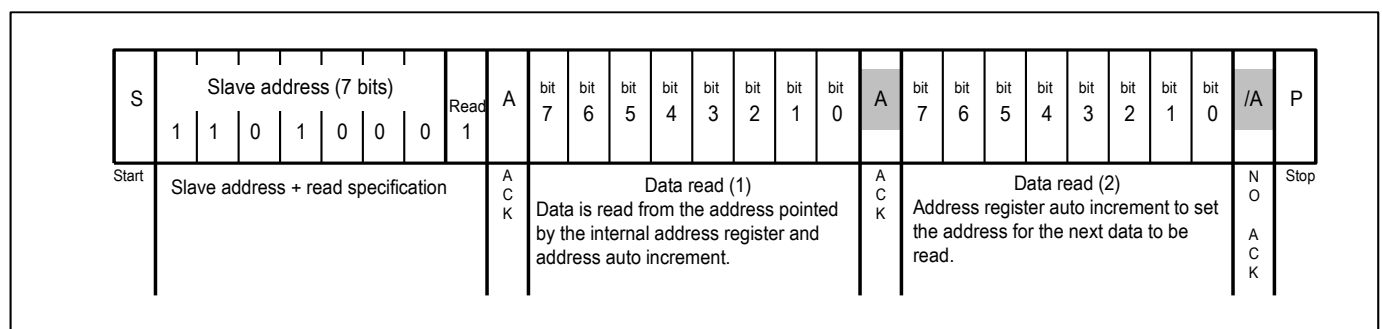 S
Slave address (7 bits)
1 1 0 1 0 0 0
Read
1
A
bit 7 bit 6 bit 5 bit 4 bit 3 bit 2 bit 1 bit 0
A
bit 7 bit 6 bit 5 bit 4 bit 3 bit 2 bit 1 bit 0
/A
P
Start
Slave address + read specification
ACK
Data read (1)
Data is read from the address pointed
by the internal address register and
address auto increment.
ACK
Data read (2)
Address register auto increment to set
the address for the next data to be
read.
NO ACK
Stop